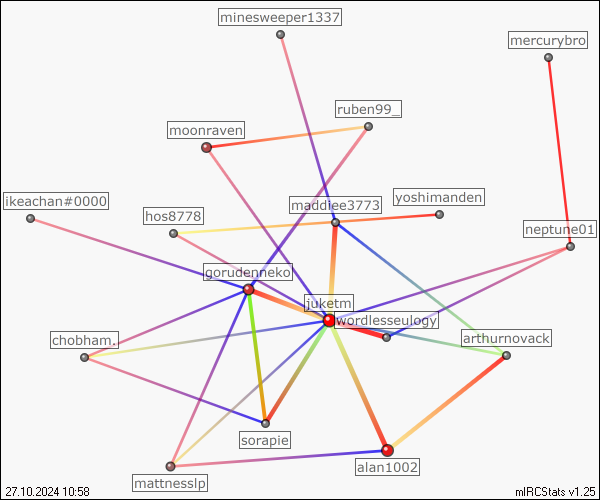 minesweeper1337
mercurybro
ruben99_
moonraven
yoshimanden
ikeachan#0000
maddiee3773
hos8778
neptune01
gorudenneko
juketm
wordlesseulogy
chobham.
arthurnovack
sorapie
alan1002
mattnesslp
27.10.2024 10:58
mIRCStats v1.25